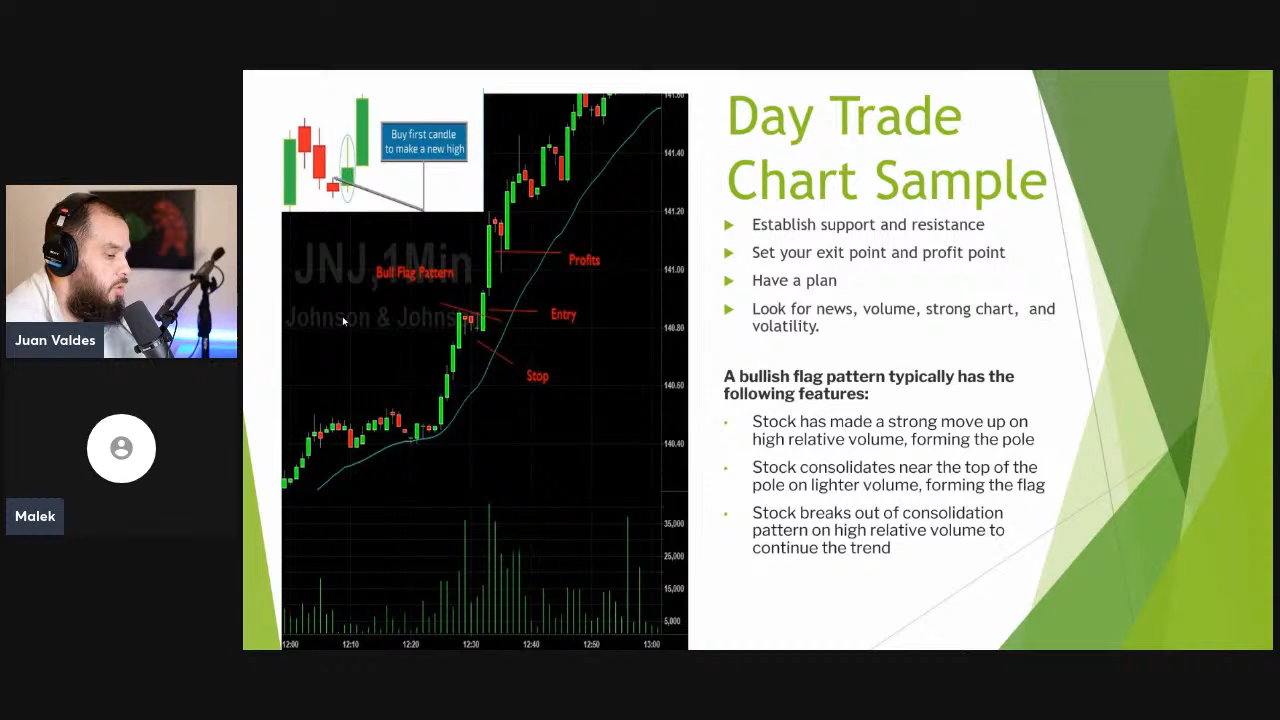 Juan Valdes
Malek
Buy first candle
to make a new high
JNJ,1Min
Johnson & Johns
Bull Flag Pattern
Profits
Entry
Stop
141.60
141.40
141.20
141.00
140.80
140.60
140.40
35,000
25,000
15,000
5,000
12:00
12:10
12:20
12:30
12:40
12:50
13:00
Day Trade
Chart Sample
Establish support and resistance
Set your exit point and profit point
Have a plan
Look for news, volume, strong chart, and
volatility.
A bullish flag pattern typically has the
following features:
Stock has made a strong move up on
high relative volume, forming the pole
Stock consolidates near the top of the
pole on lighter volume, forming the flag
Stock breaks out of consolidation
pattern on high relative volume to
continue the trend